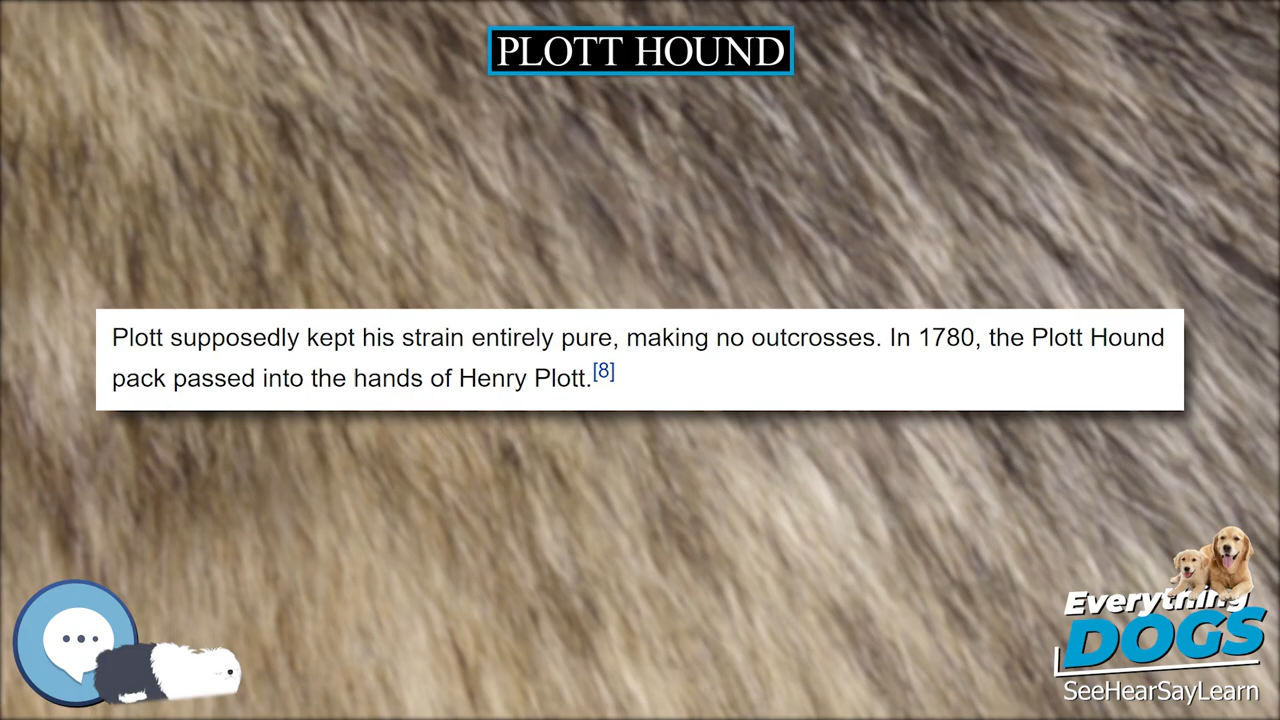 PLOTT HOUND
Plott supposedly kept his strain entirely pure, making no outcrosses. In 1780, the Plott Hound
pack passed into the hands of Henry Plott.[8]
Everything
DOGS
SeeHearSayLearn